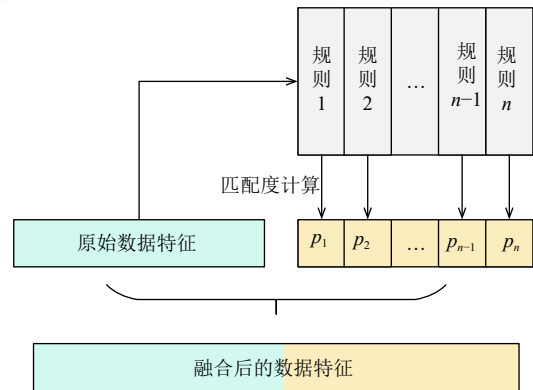 规则1 规则2 … 规则n−1 规则n
匹配度计算
原始数据特征 p1 p2 … pn−1 pn
融合后的数据特征